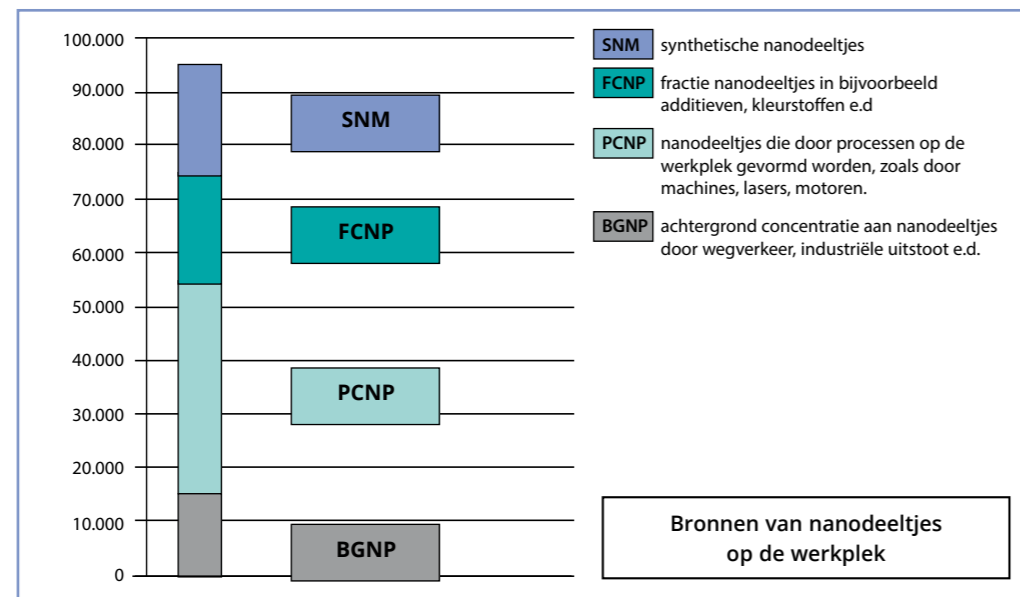 100.000
90.000
80.000
70.000
60.000
50.000
40.000
30.000
20.000
10.000
0
SNM
FCNP
PCNP
BGNP
SNM synthetische nanodeeltjes
FCNP fractie nanodeeltjes in bijvoorbeeld
additieven, kleurstoffen e.d
PCNP nanodeeltjes die door processen op de
werkplek gevormd worden, zoals door
machines, lasers, motoren.
BGNP achtergrond concentratie aan nanodeeltjes
door wegverkeer, industriële uitstoot e.d.
Bronnen van nanodeeltjes
op de werkplek